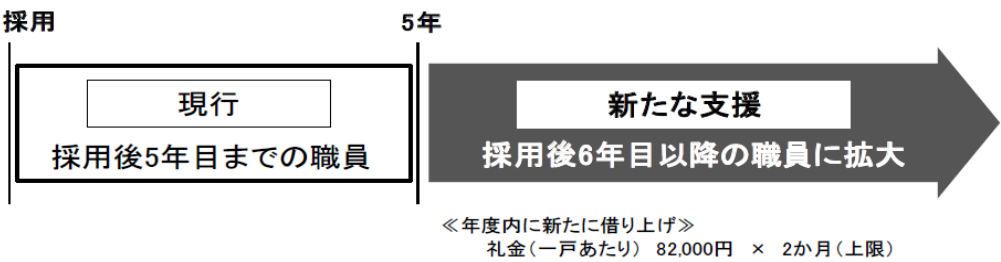 採用
5年
現行
採用後5年目までの職員
新たな支援
採用後6年目以降の職員に拡大
≪年度内に新たに借り上げ≫
礼金（一戸あたり） 82,000円 × 2か月（上限）